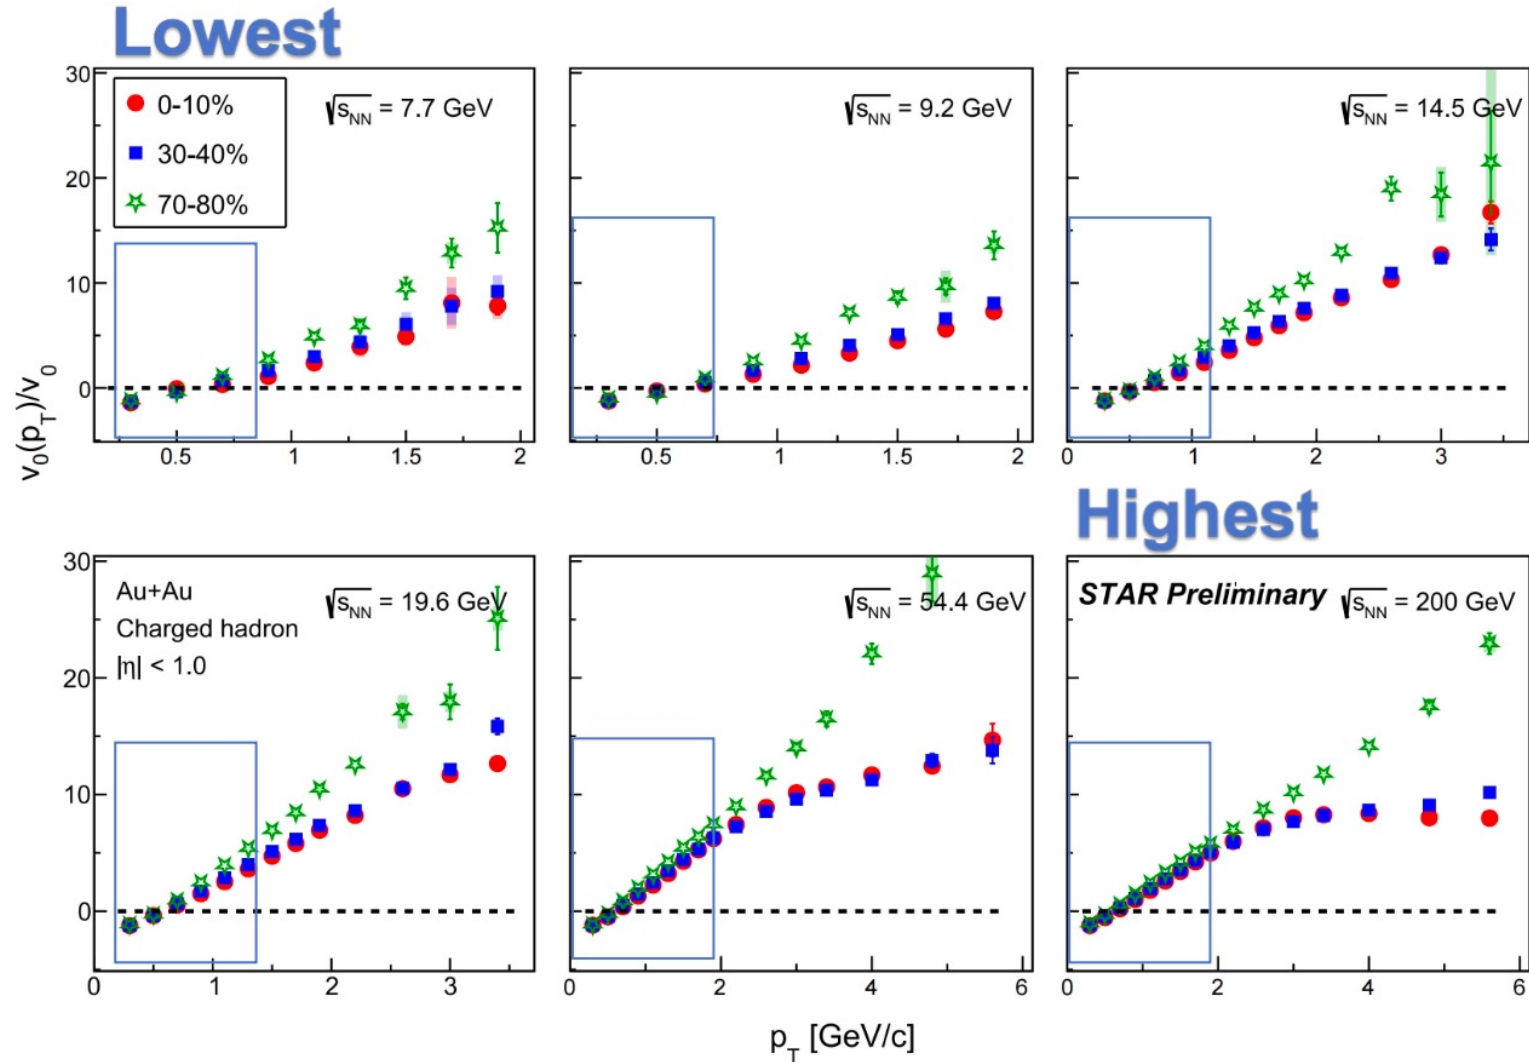 Lowest
30
20
10
0
0-10%
30-40%
70-80%
√sNN = 7.7 GeV
0.5 1 1.5 2
√sNN = 9.2 GeV
0.5 1 1.5 2
√sNN = 14.5 GeV
0 1 2 3
v0(pT)/v0
Highest
30
20
10
0
Au+Au
Charged hadron
|η| < 1.0
√sNN = 19.6 GeV
0 1 2 3
√sNN = 54.4 GeV
0 2 4 6
STAR Preliminary
√sNN = 200 GeV
0 2 4 6
pT [GeV/c]